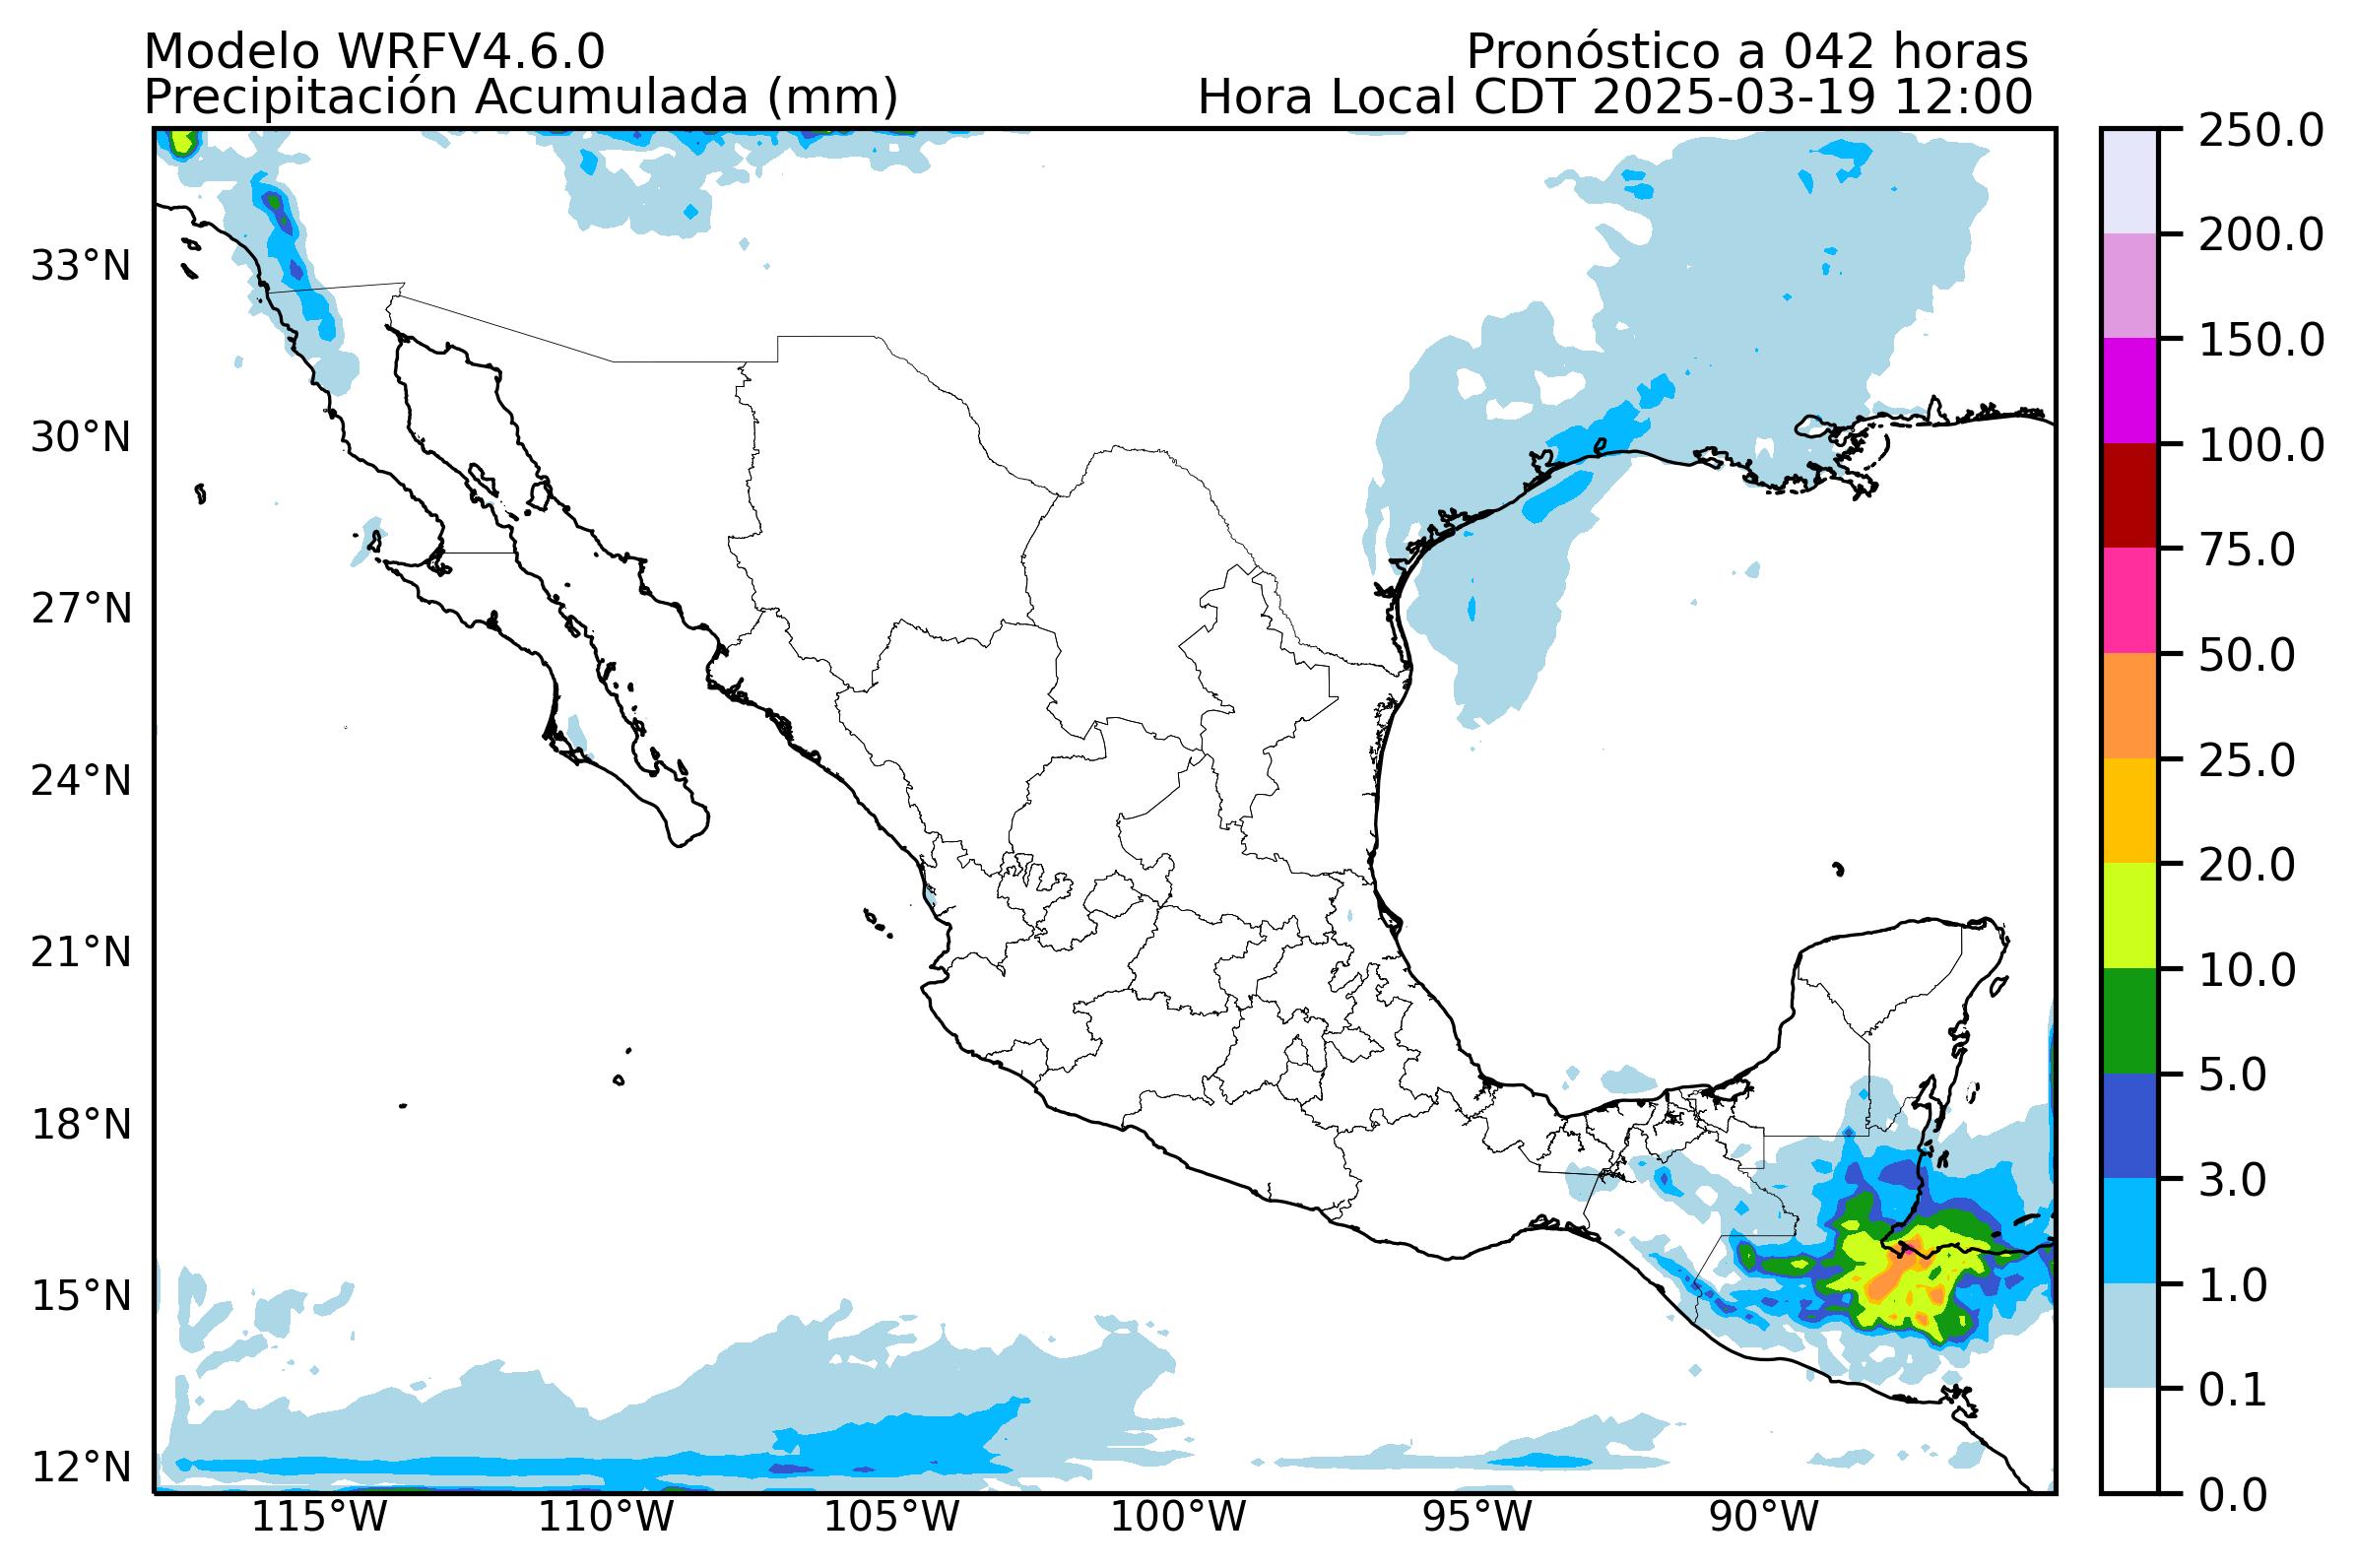 Modelo WRFV4.6.0
Pronóstico a 042 horas
Precipitación Acumulada (mm)
Hora Local CDT 2025-03-19 12:00
33°N
30°N
27°N
24°N
21°N
18°N
15°N
12°N
115°W
110°W
105°W
100°W
95°W
90°W
250.0
200.0
150.0
100.0
75.0
50.0
25.0
20.0
10.0
5.0
3.0
1.0
0.1
0.0